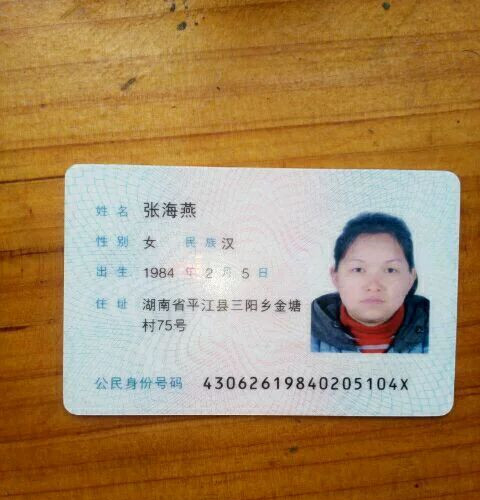 姓名 张海燕
性别 女 民族 汉
出生 1984 年 2 月 5 日
住址 湖南省平江县三阳乡金塘
村75号
公民身份号码 43062619840205104X